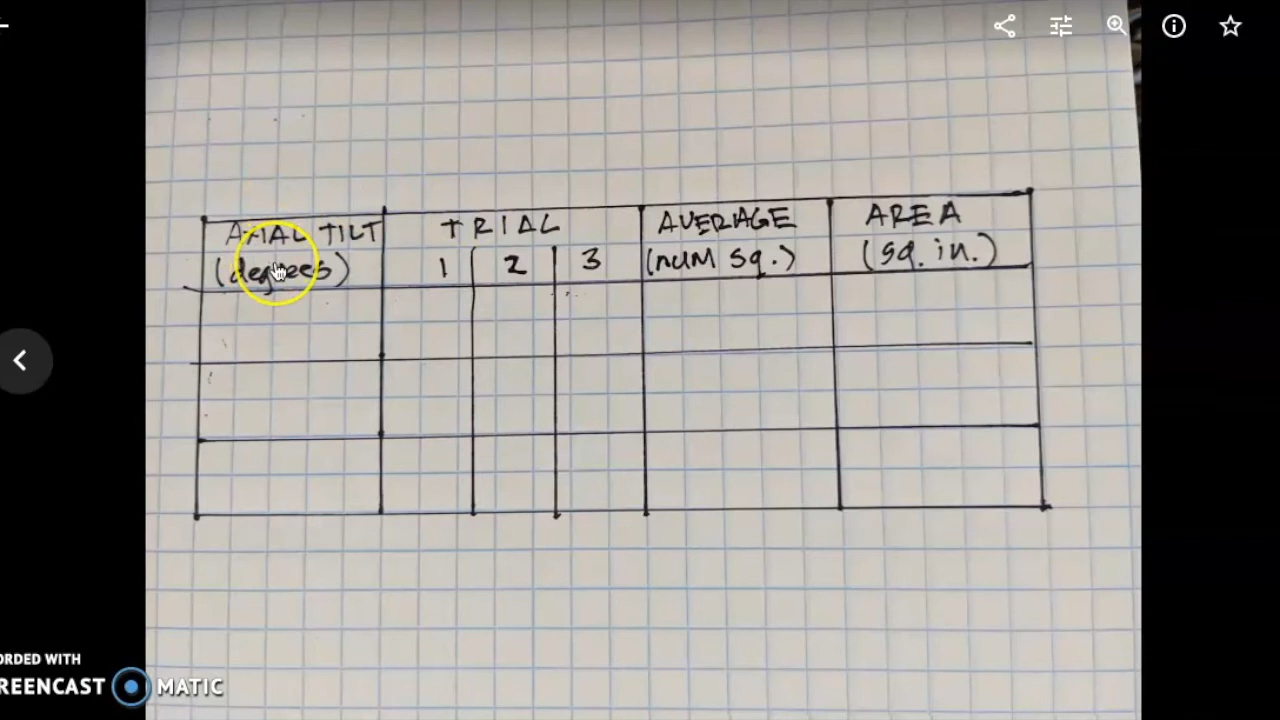 AXIAL TILT
(degrees)
TRIAL
1 2 3
AVERAGE
(num sq.)
AREA
(sq. in.)
ORDED WITH
REENCAST MATIC